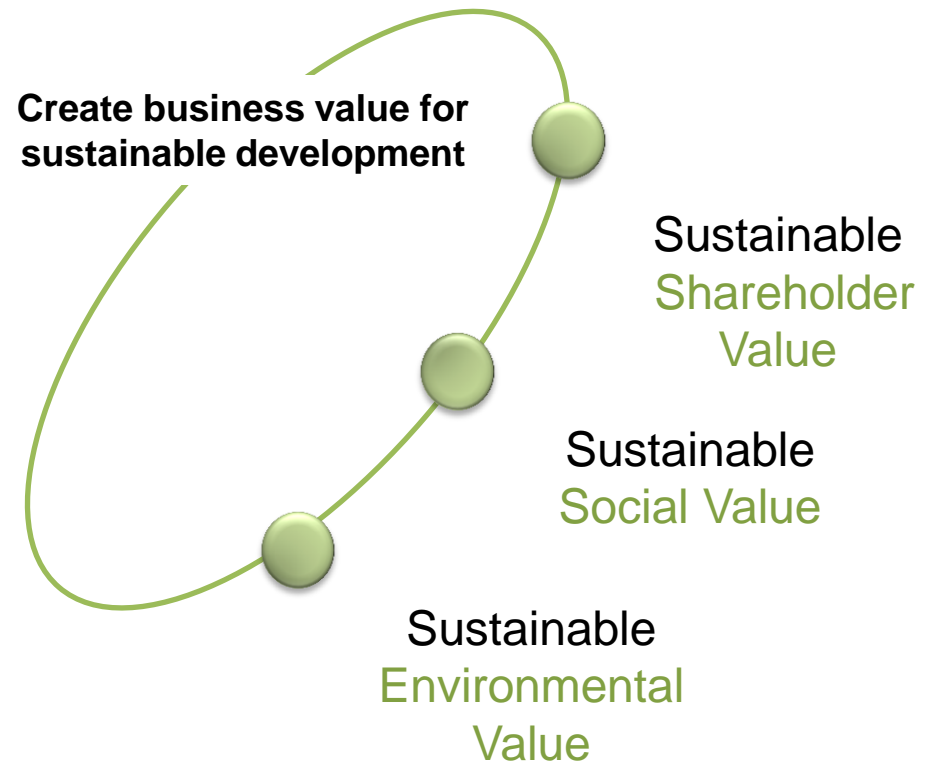 Create business value for
sustainable development
Sustainable
Shareholder
Value
Sustainable
Social Value
Sustainable
Environmental
Value